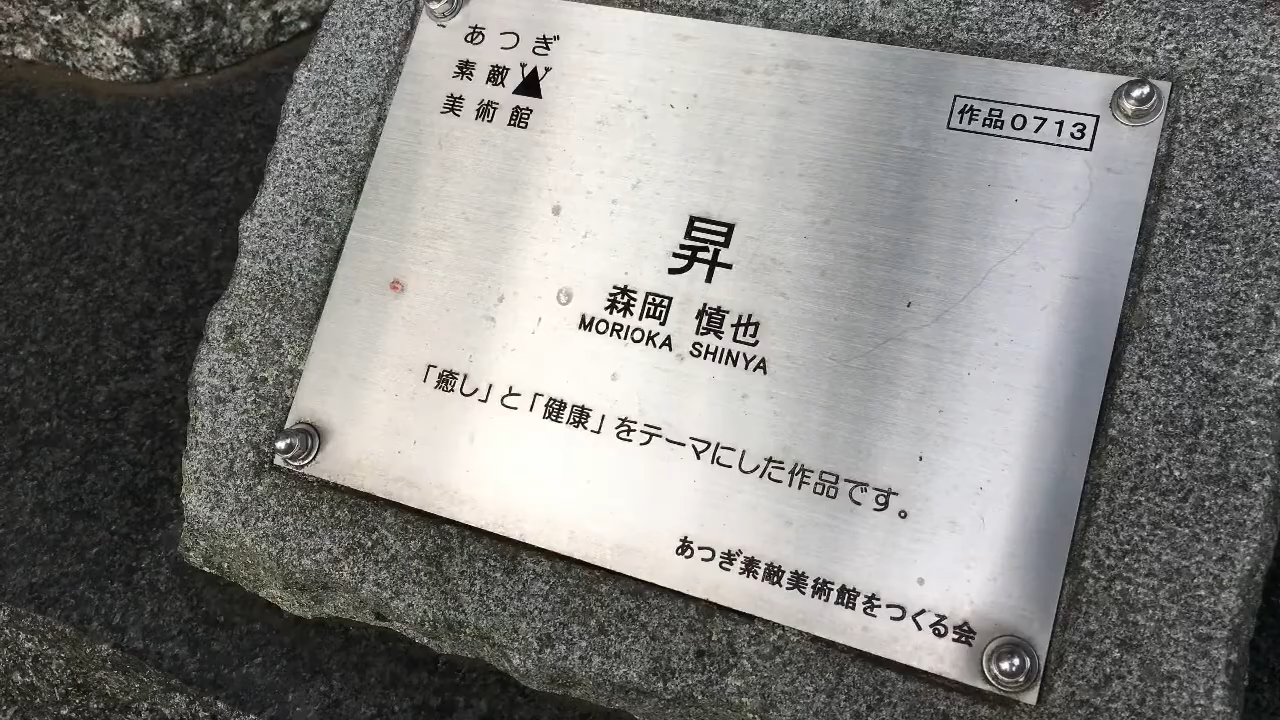 あつぎ
素敵
美術館
作品0713
昇
森岡 慎也
MORIOKA SHINYA
「癒し」と「健康」をテーマにした作品です。
あつぎ素敵美術館をつくる会